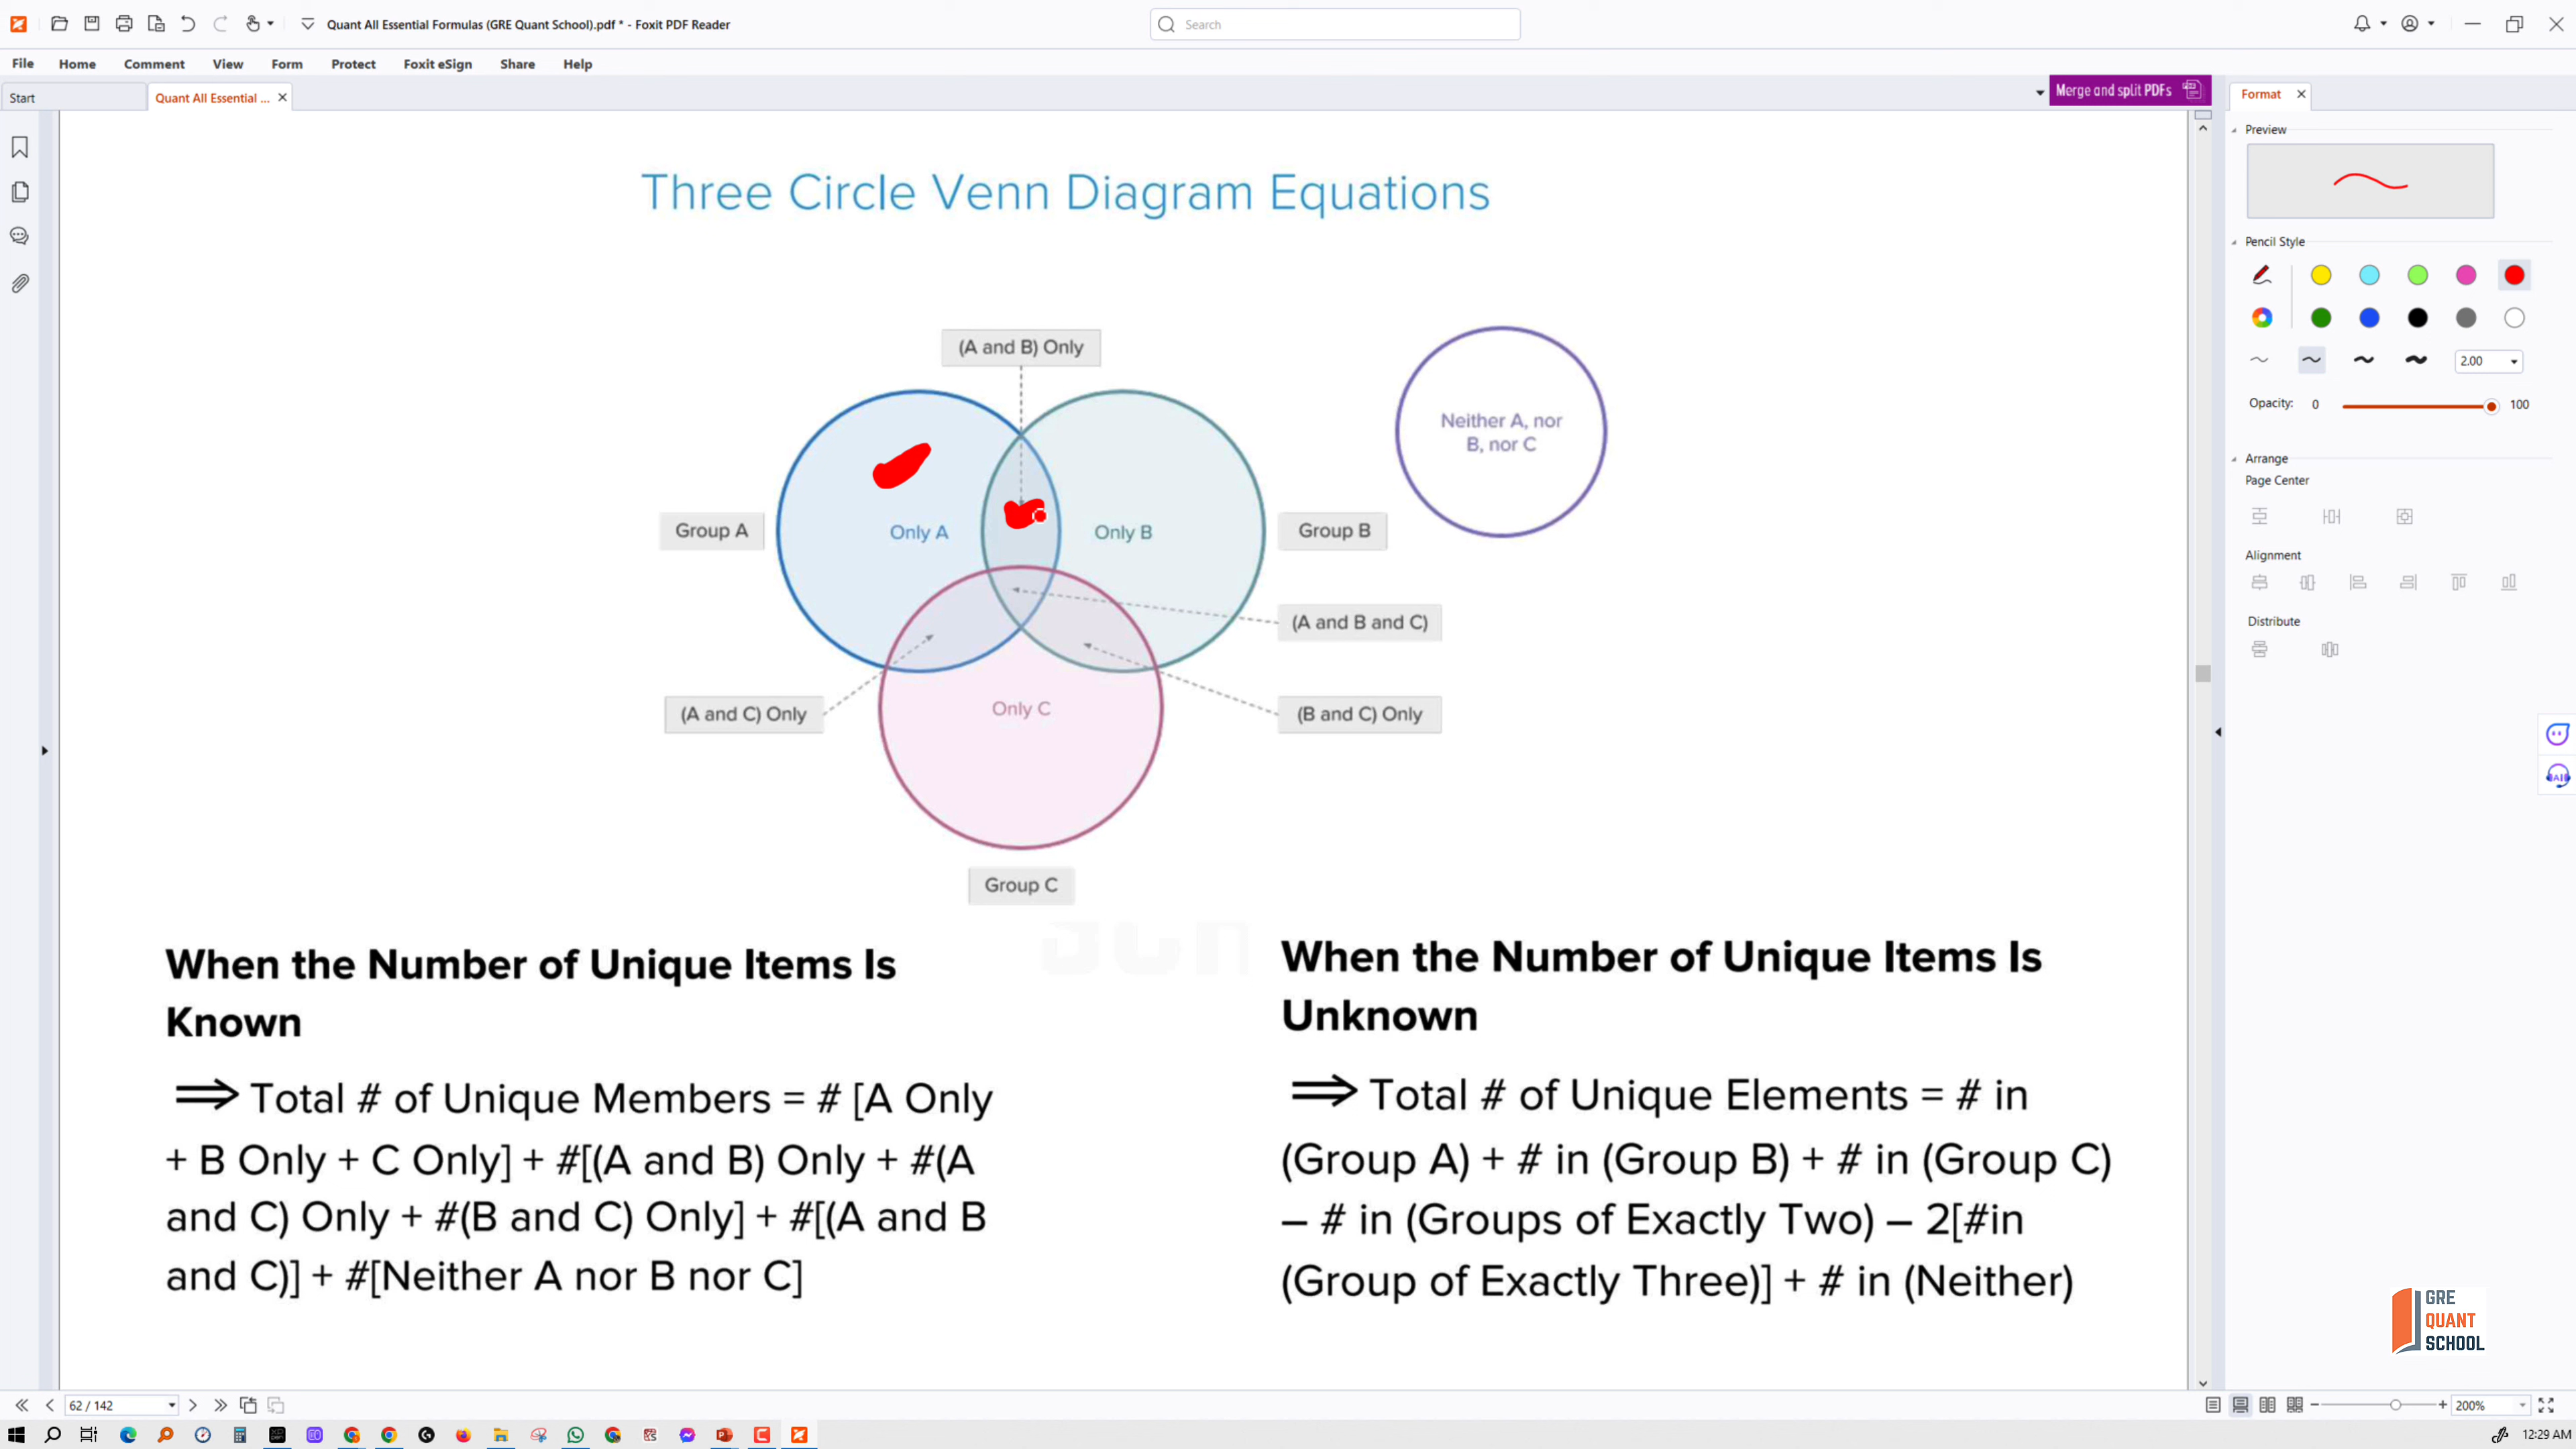 Quant All Essential Formulas (GRE Quant School).pdf * - Foxit PDF Reader
Search
File Home Comment View Form Protect Foxit eSign Share Help
Start
Quant All Essential ...
Merge and split PDFs
Format
Preview
Pencil Style
2.00
Opacity: 0 100
Arrange
Page Center
Alignment
Distribute
Three Circle Venn Diagram Equations
(A and B) Only
Neither A, nor
B, nor C
Group A
Only A
Only B
Group B
(A and B and C)
(A and C) Only
Only C
(B and C) Only
Group C
When the Number of Unique Items Is
Known
⇒ Total # of Unique Members = # [A Only
+ B Only + C Only] + #[(A and B) Only + #(A
and C) Only + #(B and C) Only] + #[(A and B
and C)] + #[Neither A nor B nor C]
When the Number of Unique Items Is
Unknown
⇒ Total # of Unique Elements = # in
(Group A) + # in (Group B) + # in (Group C)
– # in (Groups of Exactly Two) – 2[#in
(Group of Exactly Three)] + # in (Neither)
GRE
QUANT
SCHOOL
62 / 142
200%
12:29 AM